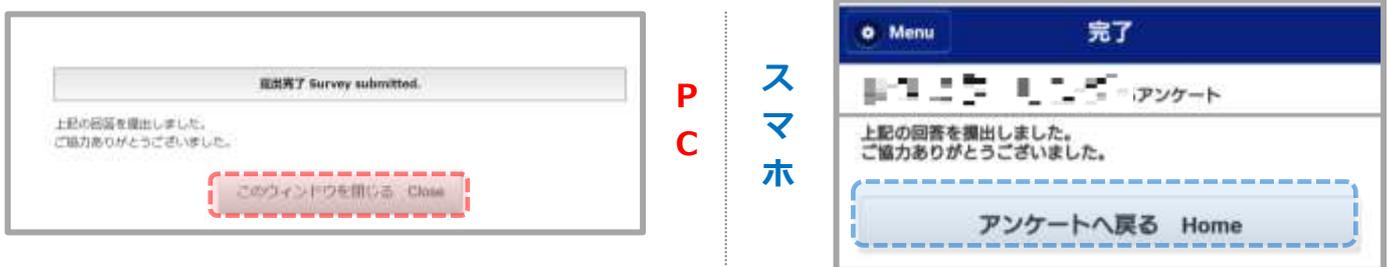 提出完了 Survey submitted.
上記の回答を提出しました。
ご協力ありがとうございました。
このウィンドウを閉じる Close
PC
スマホ
Menu
完了
アンケート
上記の回答を提出しました。
ご協力ありがとうございました。
アンケートへ戻る Home